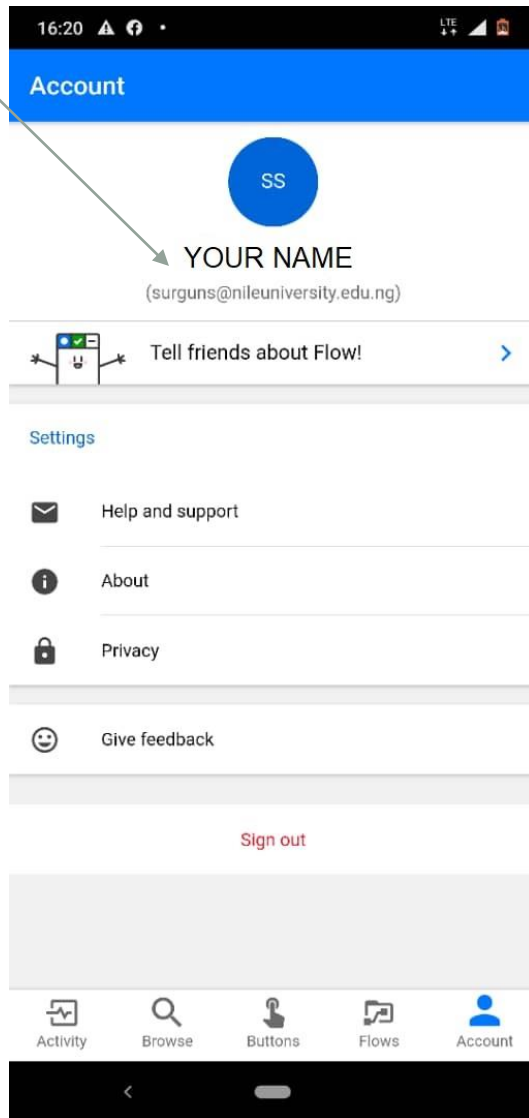 16:20
LTE
Account
SS
YOUR NAME
(surguns@nileuniversity.edu.ng)
Tell friends about Flow!
Settings
Help and support
About
Privacy
Give feedback
Sign out
Activity Browse Buttons Flows Account